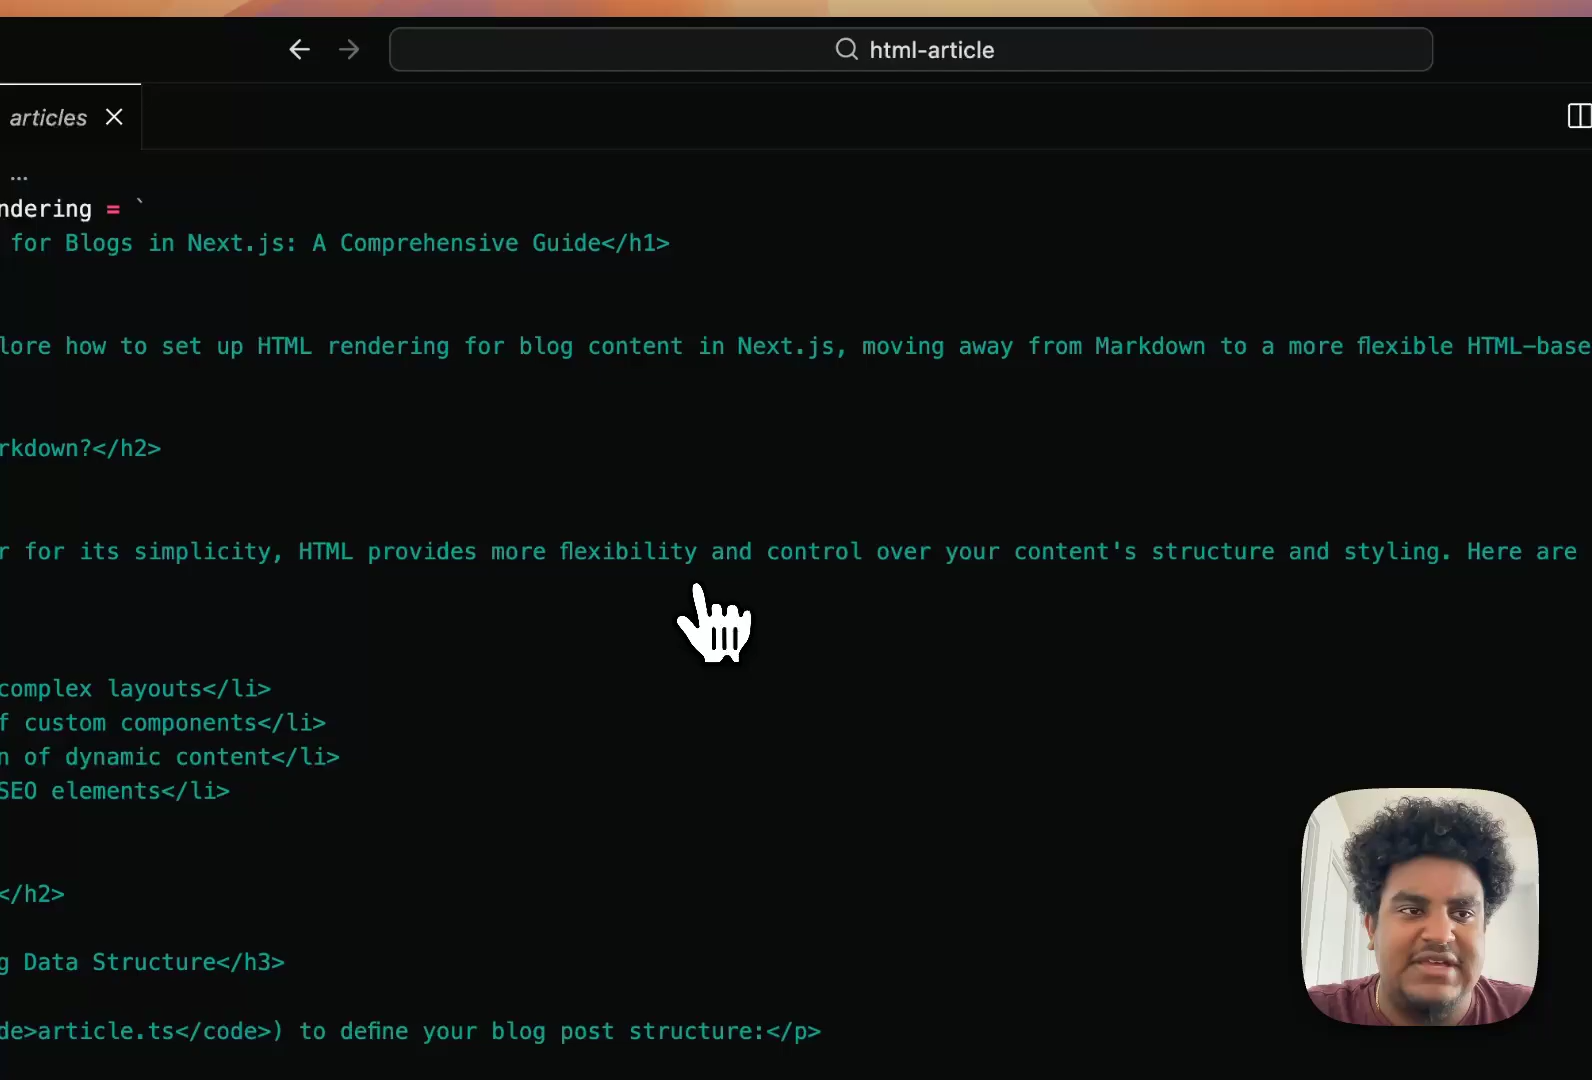 html-article
articles
...
ndering = `
for Blogs in Next.js: A Comprehensive Guide</h1>
lore how to set up HTML rendering for blog content in Next.js, moving away from Markdown to a more flexible HTML-base
rkdown?</h2>
r for its simplicity, HTML provides more flexibility and control over your content's structure and styling. Here are
complex layouts</li>
f custom components</li>
n of dynamic content</li>
SEO elements</li>
</h2>
g Data Structure</h3>
de>article.ts</code>) to define your blog post structure:</p>